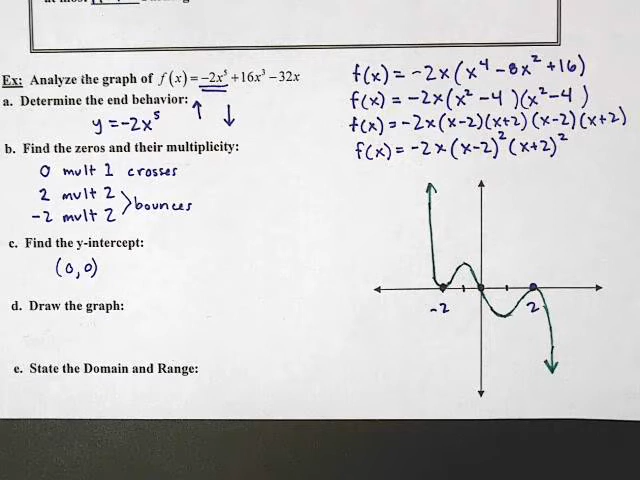 Ex: Analyze the graph of f(x)=-2x⁵+16x³-32x
a. Determine the end behavior: ↑ ↓
y=-2x⁵
b. Find the zeros and their multiplicity:
0 mult 1 crosses
2 mult 2
-2 mult 2 >bounces
c. Find the y-intercept:
(0,0)
d. Draw the graph:
e. State the Domain and Range:
f(x)=-2x(x⁴-8x²+16)
f(x)=-2x(x²-4)(x²-4)
f(x)=-2x(x-2)(x+2)(x-2)(x+2)
f(x)=-2x(x-2)²(x+2)²
-2 2